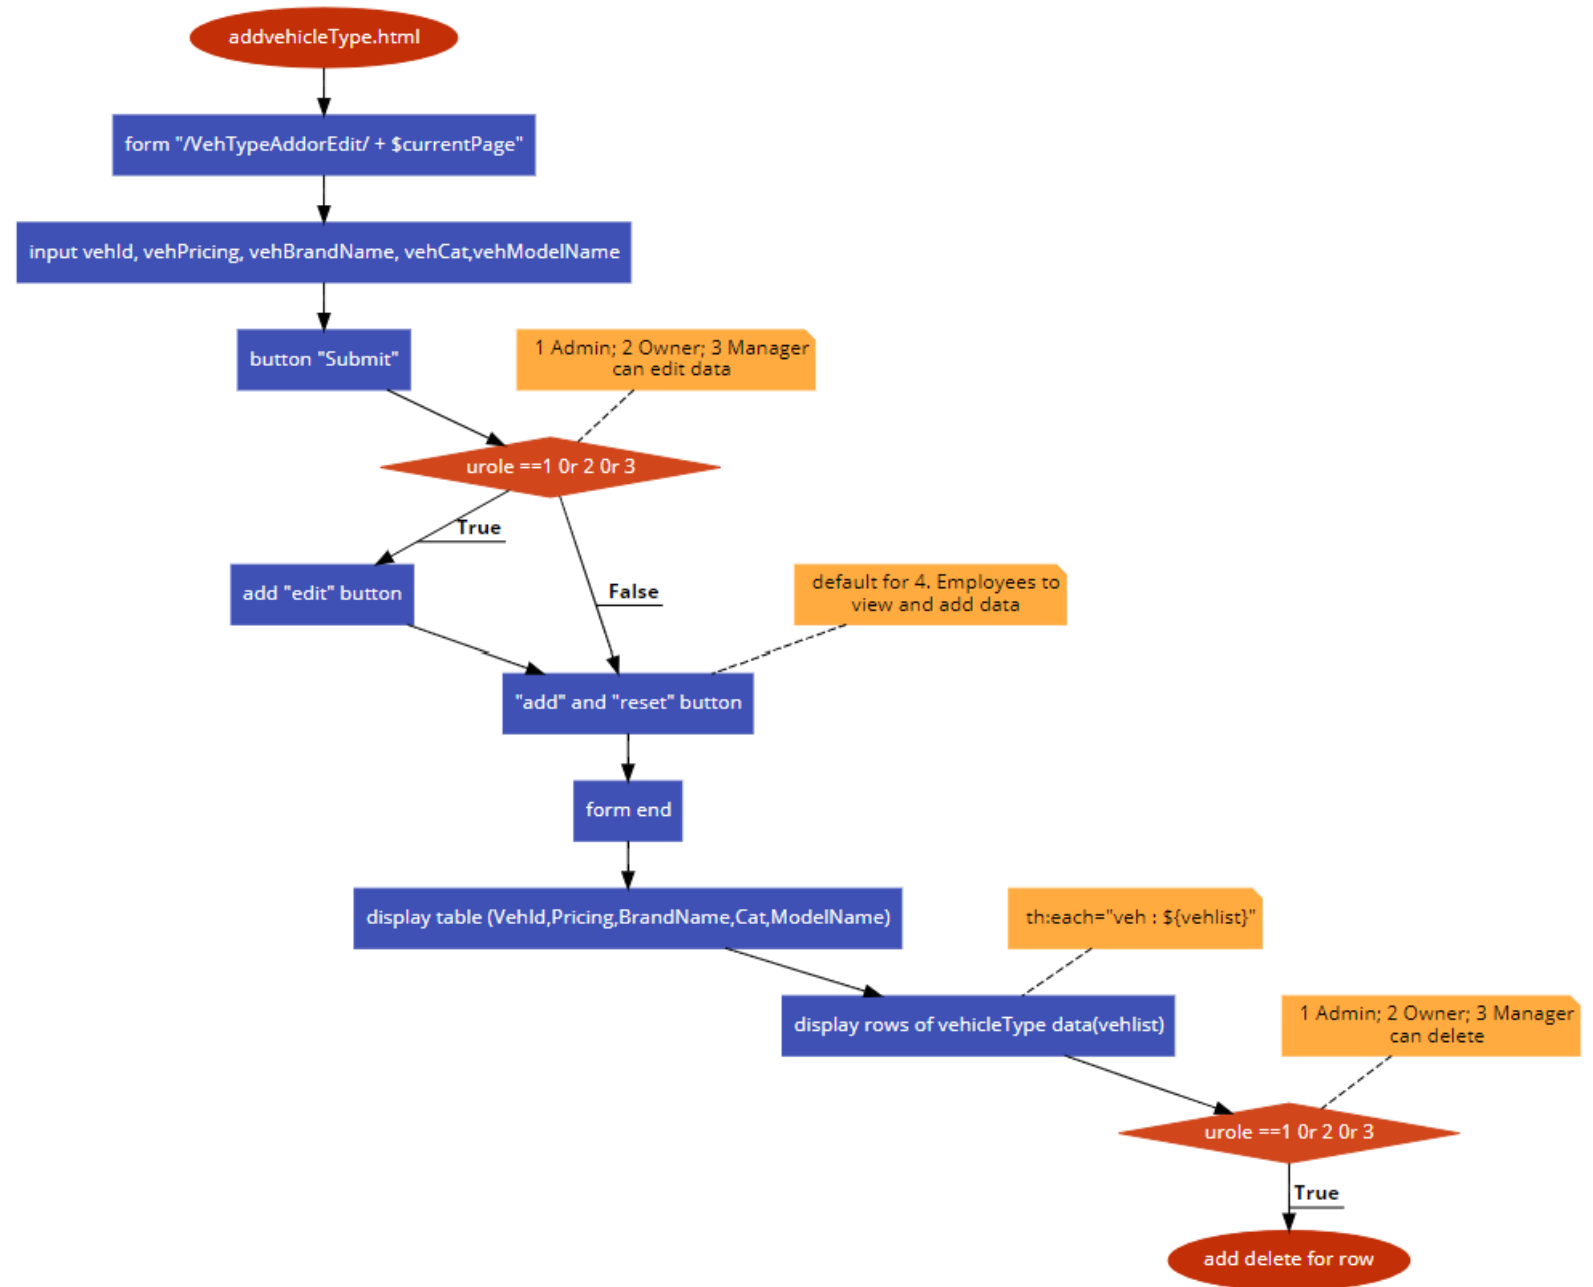 addvehicleType.html
form "/VehTypeAddorEdit/ + $currentPage"
input vehId, vehPricing, vehBrandName, vehCat,vehModelName
button "Submit"
1 Admin; 2 Owner; 3 Manager
can edit data
urole ==1 0r 2 0r 3
True
add "edit" button
False
default for 4. Employees to
view and add data
"add" and "reset" button
form end
display table (VehId,Pricing,BrandName,Cat,ModelName)
th:each="veh : ${vehlist}"
display rows of vehicleType data(vehlist)
1 Admin; 2 Owner; 3 Manager
can delete
urole ==1 0r 2 0r 3
True
add delete for row